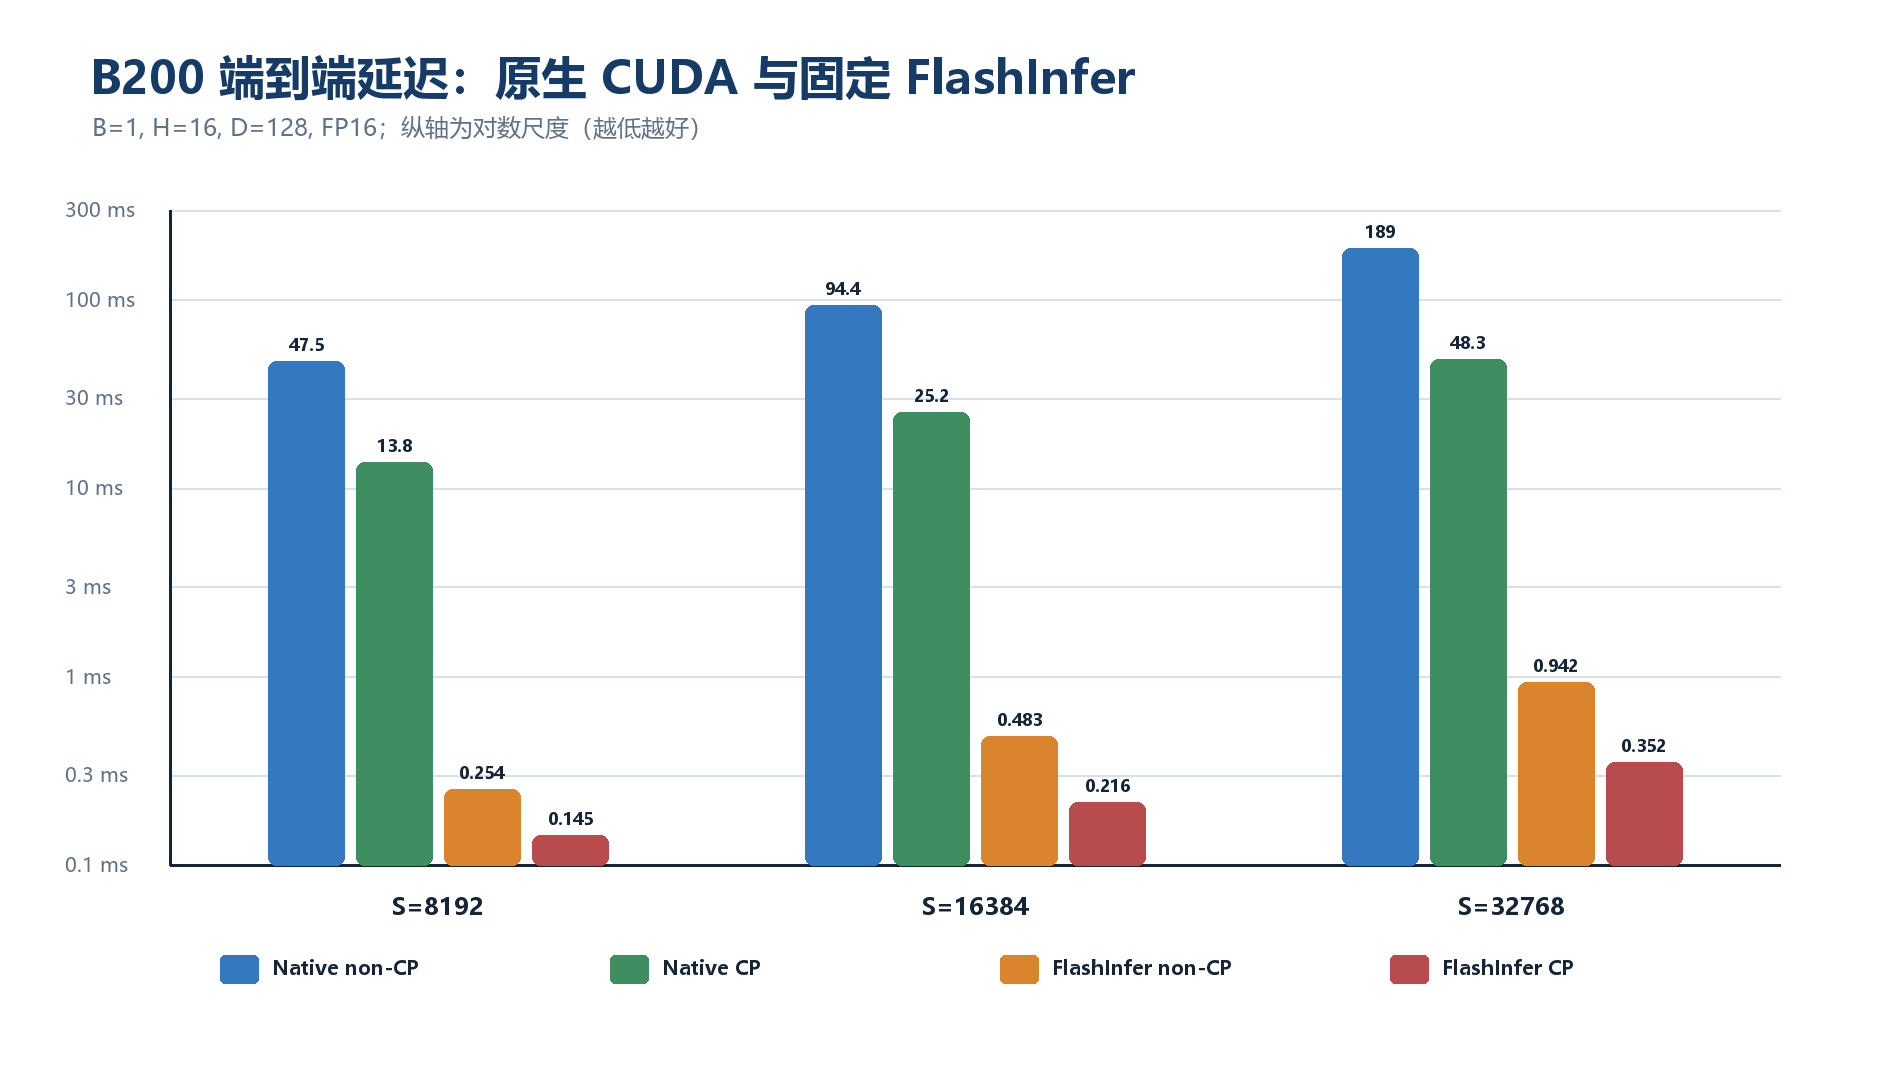 B200 端到端延迟：原生 CUDA 与固定 FlashInfer
B=1, H=16, D=128, FP16；纵轴为对数尺度（越低越好）
300 ms
100 ms
30 ms
10 ms
3 ms
1 ms
0.3 ms
0.1 ms
47.5
13.8
0.254
0.145
94.4
25.2
0.483
0.216
189
48.3
0.942
0.352
S=8192
S=16384
S=32768
Native non-CP
Native CP
FlashInfer non-CP
FlashInfer CP